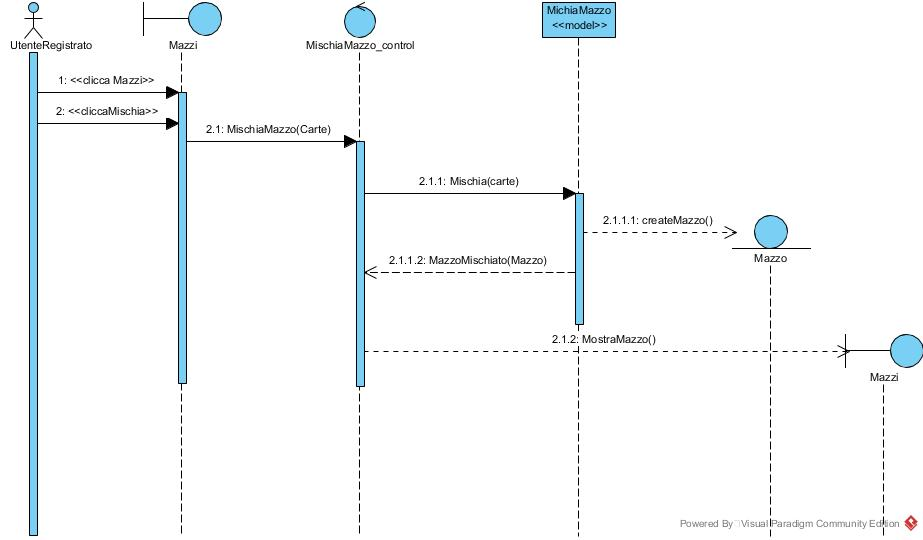 MichiaMazzo
<<model>>
UtenteRegistrato
Mazzi
MischiaMazzo_control
1: <<clicca Mazzi>>
2: <<cliccaMischia>>
2.1: MischiaMazzo(Carte)
2.1.1: Mischia(carte)
2.1.1.1: createMazzo()
Mazzo
2.1.1.2: MazzoMischiato(Mazzo)
2.1.2: MostraMazzo()
Mazzi
Powered By Visual Paradigm Community Edition